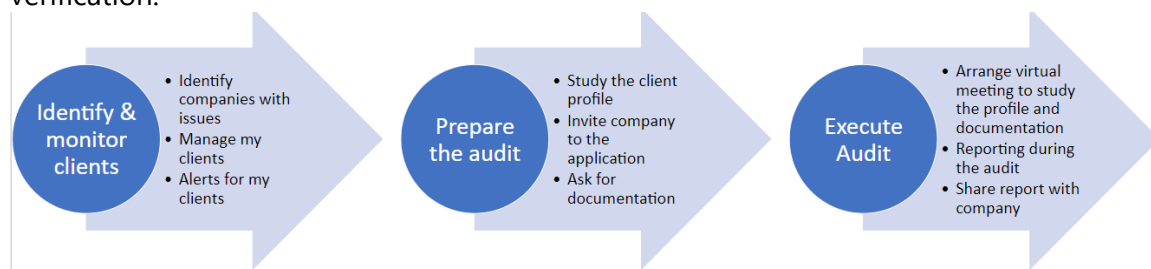 verification.
Identify &
monitor
clients
• Identify
companies with
issues
• Manage my
clients
• Alerts for my
clients
Prepare
the audit
• Study the client
profile
• Invite company
to the
application
• Ask for
documentation
Execute
Audit
• Arrange virtual
meeting to study
the profile and
documentation
• Reporting during
the audit
• Share report with
company